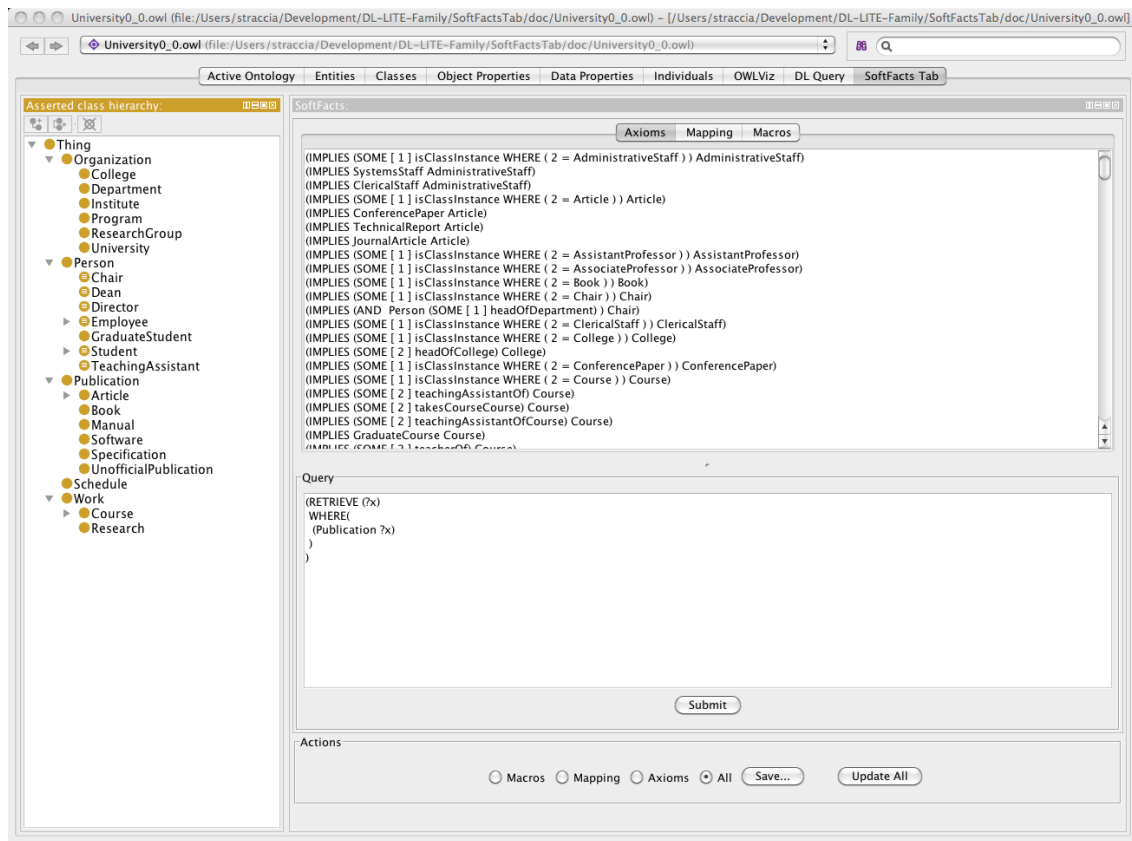 University0_0.owl (file:/Users/straccia/Development/DL-LITE-Family/SoftFactsTab/doc/University0_0.owl) – [/Users/straccia/Development/DL-LITE-Family/SoftFactsTab/doc/University0_0.owl]
University0_0.owl (file:/Users/straccia/Development/DL-LITE-Family/SoftFactsTab/doc/University0_0.owl)
Active Ontology Entities Classes Object Properties Data Properties Individuals OWLViz DL Query SoftFacts Tab
Asserted class hierarchy:
Thing
Organization
College
Department
Institute
Program
ResearchGroup
University
Person
Chair
Dean
Director
Employee
GraduateStudent
Student
TeachingAssistant
Publication
Article
Book
Manual
Software
Specification
UnofficialPublication
Schedule
Work
Course
Research
SoftFacts:
Axioms Mapping Macros
(IMPLIES (SOME [ 1 ] isClassInstance WHERE ( 2 = AdministrativeStaff ) ) AdministrativeStaff)
(IMPLIES SystemsStaff AdministrativeStaff)
(IMPLIES ClericalStaff AdministrativeStaff)
(IMPLIES (SOME [ 1 ] isClassInstance WHERE ( 2 = Article ) ) Article)
(IMPLIES ConferencePaper Article)
(IMPLIES TechnicalReport Article)
(IMPLIES JournalArticle Article)
(IMPLIES (SOME [ 1 ] isClassInstance WHERE ( 2 = AssistantProfessor ) ) AssistantProfessor)
(IMPLIES (SOME [ 1 ] isClassInstance WHERE ( 2 = AssociateProfessor ) ) AssociateProfessor)
(IMPLIES (SOME [ 1 ] isClassInstance WHERE ( 2 = Book ) ) Book)
(IMPLIES (SOME [ 1 ] isClassInstance WHERE ( 2 = Chair ) ) Chair)
(IMPLIES (AND Person (SOME [ 1 ] headOfDepartment) ) Chair)
(IMPLIES (SOME [ 1 ] isClassInstance WHERE ( 2 = ClericalStaff ) ) ClericalStaff)
(IMPLIES (SOME [ 1 ] isClassInstance WHERE ( 2 = College ) ) College)
(IMPLIES (SOME [ 2 ] headOfCollege) College)
(IMPLIES (SOME [ 1 ] isClassInstance WHERE ( 2 = ConferencePaper ) ) ConferencePaper)
(IMPLIES (SOME [ 1 ] isClassInstance WHERE ( 2 = Course ) ) Course)
(IMPLIES (SOME [ 2 ] teachingAssistantOf) Course)
(IMPLIES (SOME [ 2 ] takesCourseCourse) Course)
(IMPLIES (SOME [ 2 ] teachingAssistantOfCourse) Course)
(IMPLIES GraduateCourse Course)
(IMPLIES (SOME [ 2 ] teacherOf) Course)
Query
(RETRIEVE (?x)
WHERE(
(Publication ?x)
)
)
Submit
Actions
Macros Mapping Axioms All Save... Update All